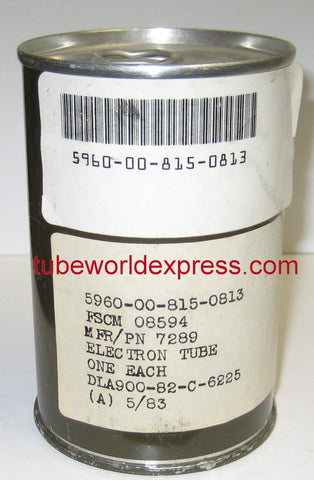 5960-00-815-0813
tubeworldexpress.com
5960-00-815-0813
FSCM 08594
MFR/PN 7289
ELECTRON TUBE
ONE EACH
DLA900-82-C-6225
(A) 5/83